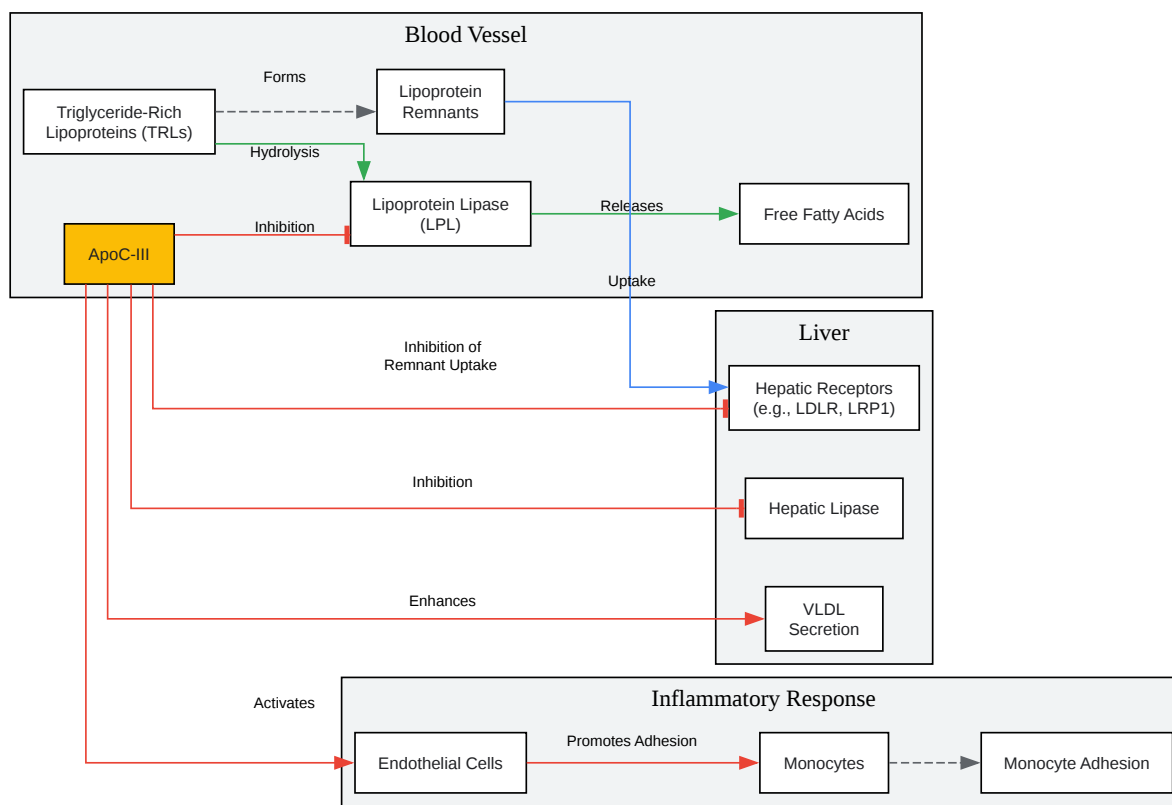 Blood Vessel
Forms
Triglyceride-Rich
Lipoproteins (TRLs)
Lipoprotein
Remnants
Hydrolysis
Lipoprotein Lipase
(LPL)
Releases
Free Fatty Acids
Inhibition
ApoC-III
Uptake
Liver
Inhibition of
Remnant Uptake
Hepatic Receptors
(e.g., LDLR, LRP1)
Inhibition
Hepatic Lipase
Enhances
VLDL
Secretion
Activates
Inflammatory Response
Endothelial Cells
Promotes Adhesion
Monocytes
Monocyte Adhesion